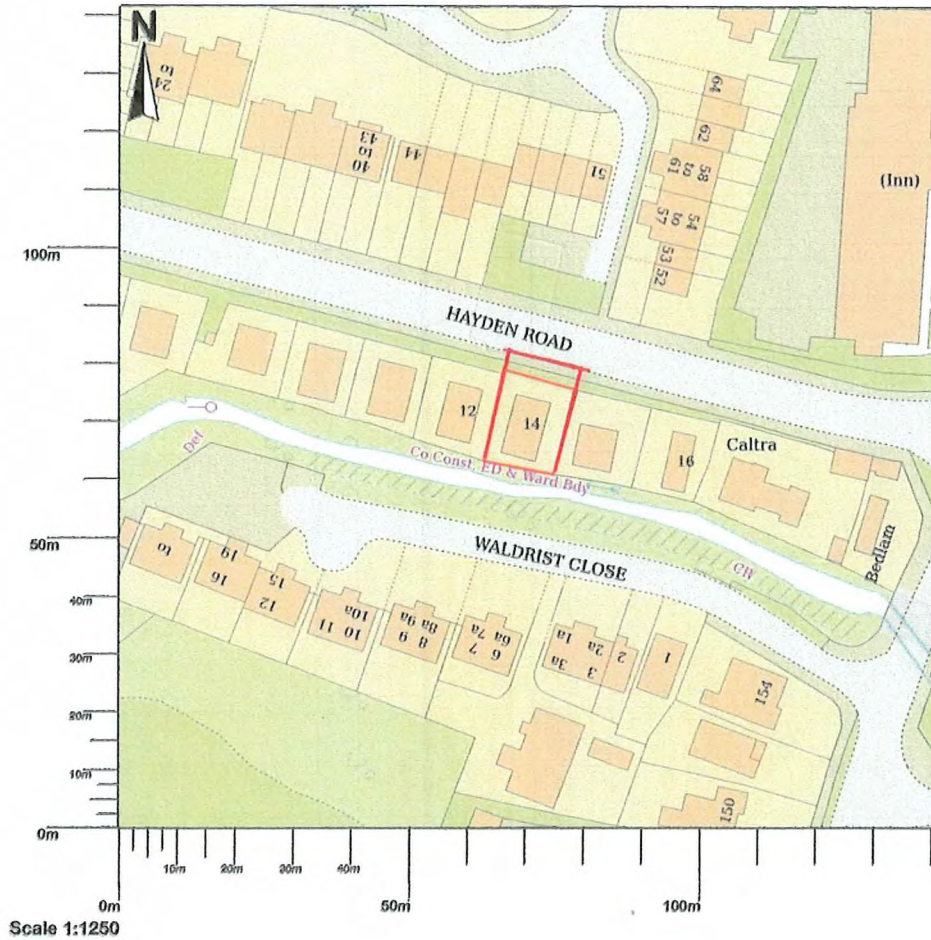 N
24
to
43
to
40
44
51
64
62
58
to
61
54
to
57
53
52
(Inn)
100m
HAYDEN ROAD
12
14
16
Caltra
Def
Co Const, ED & Ward Bdy
50m
WALDRIST CLOSE
CR
Bedlam
to
19
16
15
12
10a
11
10
8a
9a
9
8
6a
7a
7
6
1a
3a
2a
3
2
1
154
150
40m
30m
20m
10m
0m
10m
20m
30m
40m
0m
50m
100m
Scale 1:1250